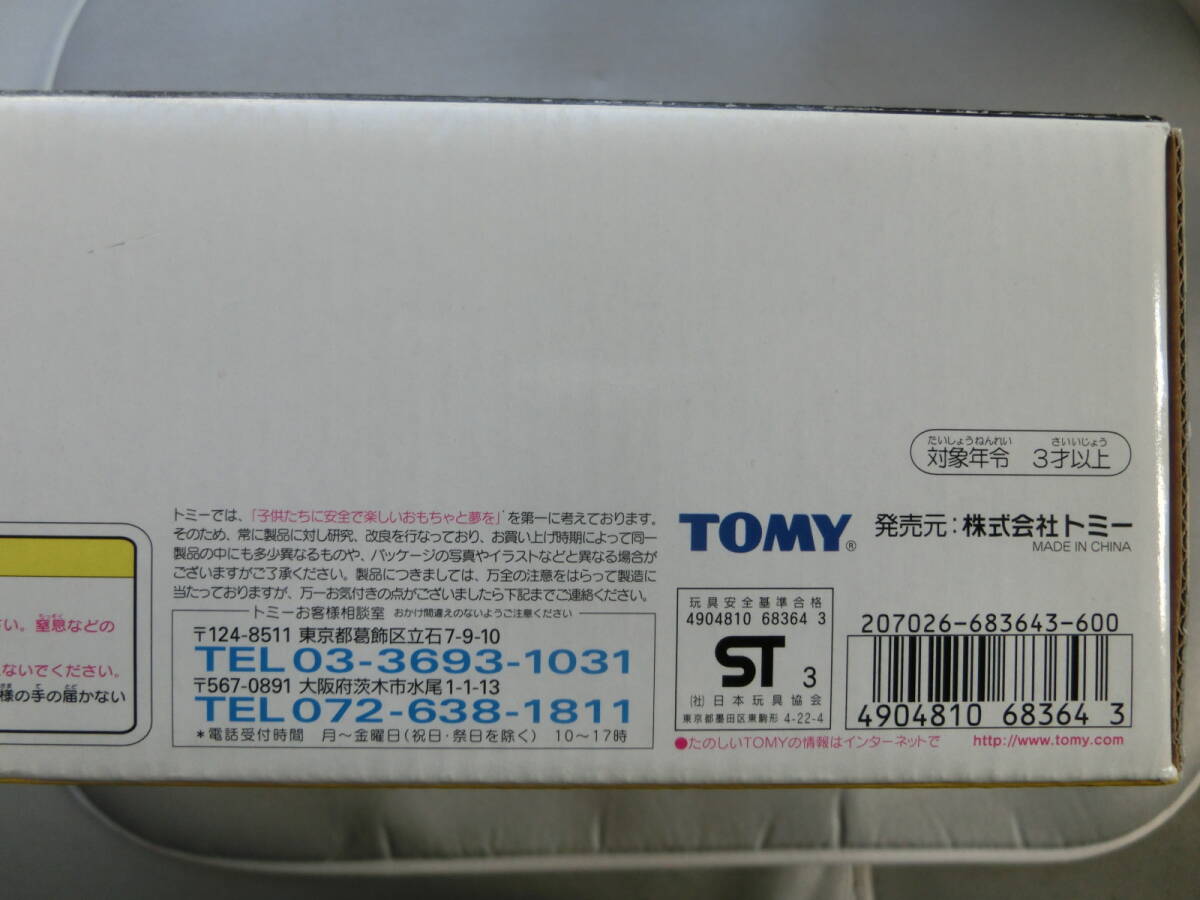 たいしょうねんれい さいいじょう
対象年令 3才以上
トミーでは、「子供たちに安全で楽しいおもちゃと夢を」を第一に考えております。
そのため、常に製品に対し研究、改良を行なっており、お買い上げ時期によって同一
製品の中にも多少異なるものや、パッケージの写真やイラストなどと異なる場合が
ございますがご了承ください。製品につきましては、万全の注意をはらって製造に
当たっておりますが、万一お気付きの点がございましたら下記までご連絡ください。
トミーお客様相談室 おかけ間違えのないようご注意ください
〒124-8511 東京都葛飾区立石7-9-10
TEL 03-3693-1031
〒567-0891 大阪府茨木市水尾1-1-13
TEL 072-638-1811
*電話受付時間 月〜金曜日(祝日・祭日を除く) 10〜17時
TOMY® 発売元:株式会社トミー
MADE IN CHINA
玩具安全基準合格
4904810 68364 3
ST 3
(社)日本玩具協会
東京都墨田区東駒形 4-22-4
207026-683643-600
4904810 68364 3
●たのしいTOMYの情報はインターネットで http://www.tomy.com
さい。窒息などの
ないでください。
様の手の届かない